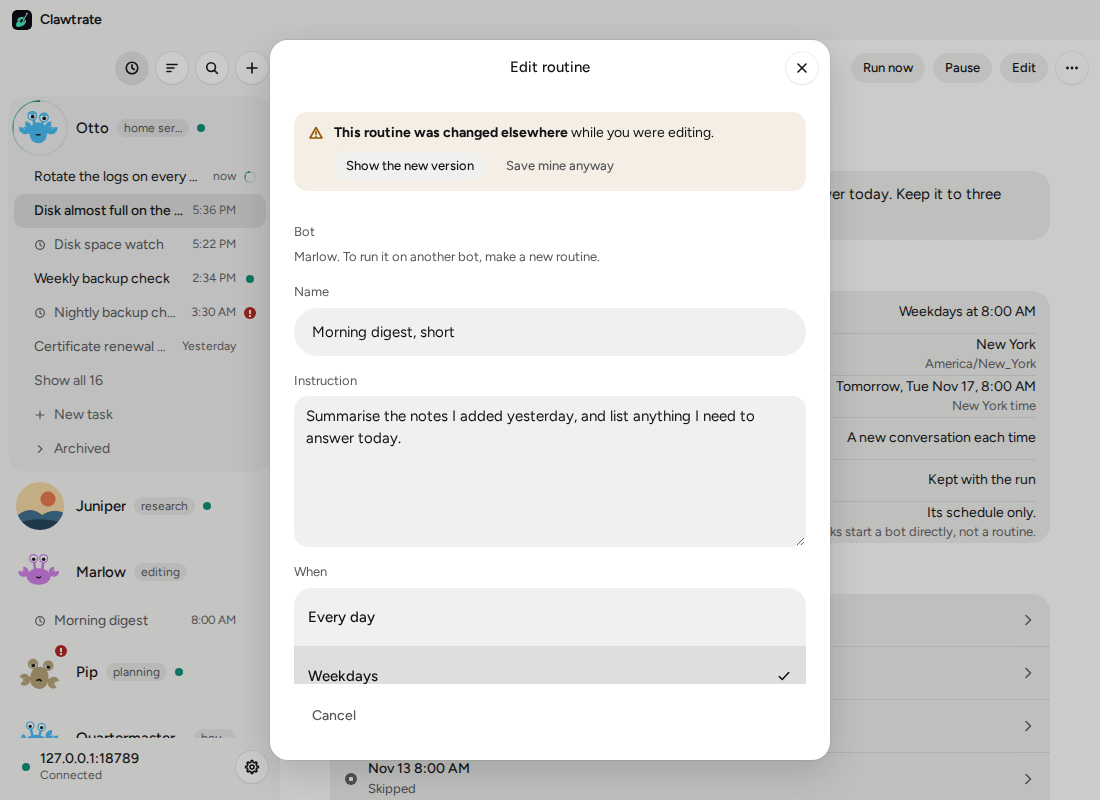 Clawtrate
Otto
home ser…
Rotate the logs on every … now
Disk almost full on the … 5:36 PM
Disk space watch 5:22 PM
Weekly backup check 2:34 PM
Nightly backup ch… 3:30 AM
Certificate renewal … Yesterday
Show all 16
New task
Archived
Juniper research
Marlow editing
Morning digest 8:00 AM
Pip planning
127.0.0.1:18789
Connected
Edit routine
This routine was changed elsewhere while you were editing.
Show the new version Save mine anyway
Bot
Marlow. To run it on another bot, make a new routine.
Name
Morning digest, short
Instruction
Summarise the notes I added yesterday, and list anything I need to
answer today.
When
Every day
Weekdays
Cancel
Run now Pause Edit
today. Keep it to three
Weekdays at 8:00 AM
New York
America/New_York
Tomorrow, Tue Nov 17, 8:00 AM
New York time
A new conversation each time
Kept with the run
Its schedule only.
start a bot directly, not a routine.
Nov 13 8:00 AM
Skipped